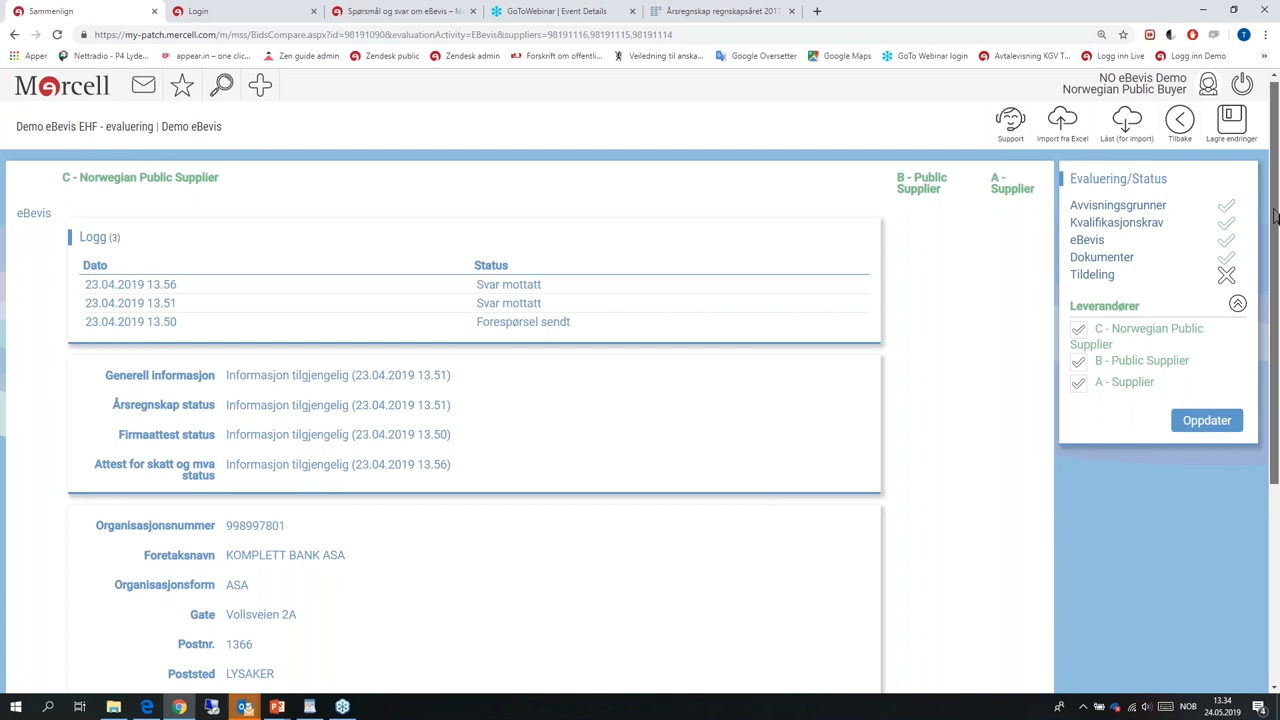 Sammenlign
Login
Spørsmål og svar om eBevis – M
GoToWebinar | Event Details
Årsregnskap regnskapsåret 2017
https://my-patch.mercell.com/m/mss/BidsCompare.aspx?id=98191090&evaluationActivity=EBevis&suppliers=98191116,98191115,98191114
Apper
Nettradio - P4 Lyde...
appear.in — one clic...
Zen guide admin
Zendesk public
Zendesk admin
Forskrift om offentl...
Veiledning til anska...
Google Oversetter
Google Maps
GoTo Webinar login
Avtalevisning KGV T...
Logg inn Live
Logg inn Demo
Mercell
NO eBevis Demo
Norwegian Public Buyer
Demo eBevis EHF - evaluering | Demo eBevis
Support
Import fra Excel
Låst (for import)
Tilbake
Lagre endringer
C - Norwegian Public Supplier
B - Public
Supplier
A -
Supplier
eBevis
Logg (3)
Dato Status
23.04.2019 13.56 Svar mottatt
23.04.2019 13.51 Svar mottatt
23.04.2019 13.50 Forespørsel sendt
Generell informasjon Informasjon tilgjengelig (23.04.2019 13.51)
Årsregnskap status Informasjon tilgjengelig (23.04.2019 13.51)
Firmaattest status Informasjon tilgjengelig (23.04.2019 13.50)
Attest for skatt og mva Informasjon tilgjengelig (23.04.2019 13.56)
status
Organisasjonsnummer 998997801
Foretaksnavn KOMPLETT BANK ASA
Organisasjonsform ASA
Gate Vollsveien 2A
Postnr. 1366
Poststed LYSAKER
Evaluering/Status
Avvisningsgrunner
Kvalifikasjonskrav
eBevis
Dokumenter
Tildeling
Leverandører
C - Norwegian Public
Supplier
B - Public Supplier
A - Supplier
Oppdater
NOB
13.34
24.05.2019